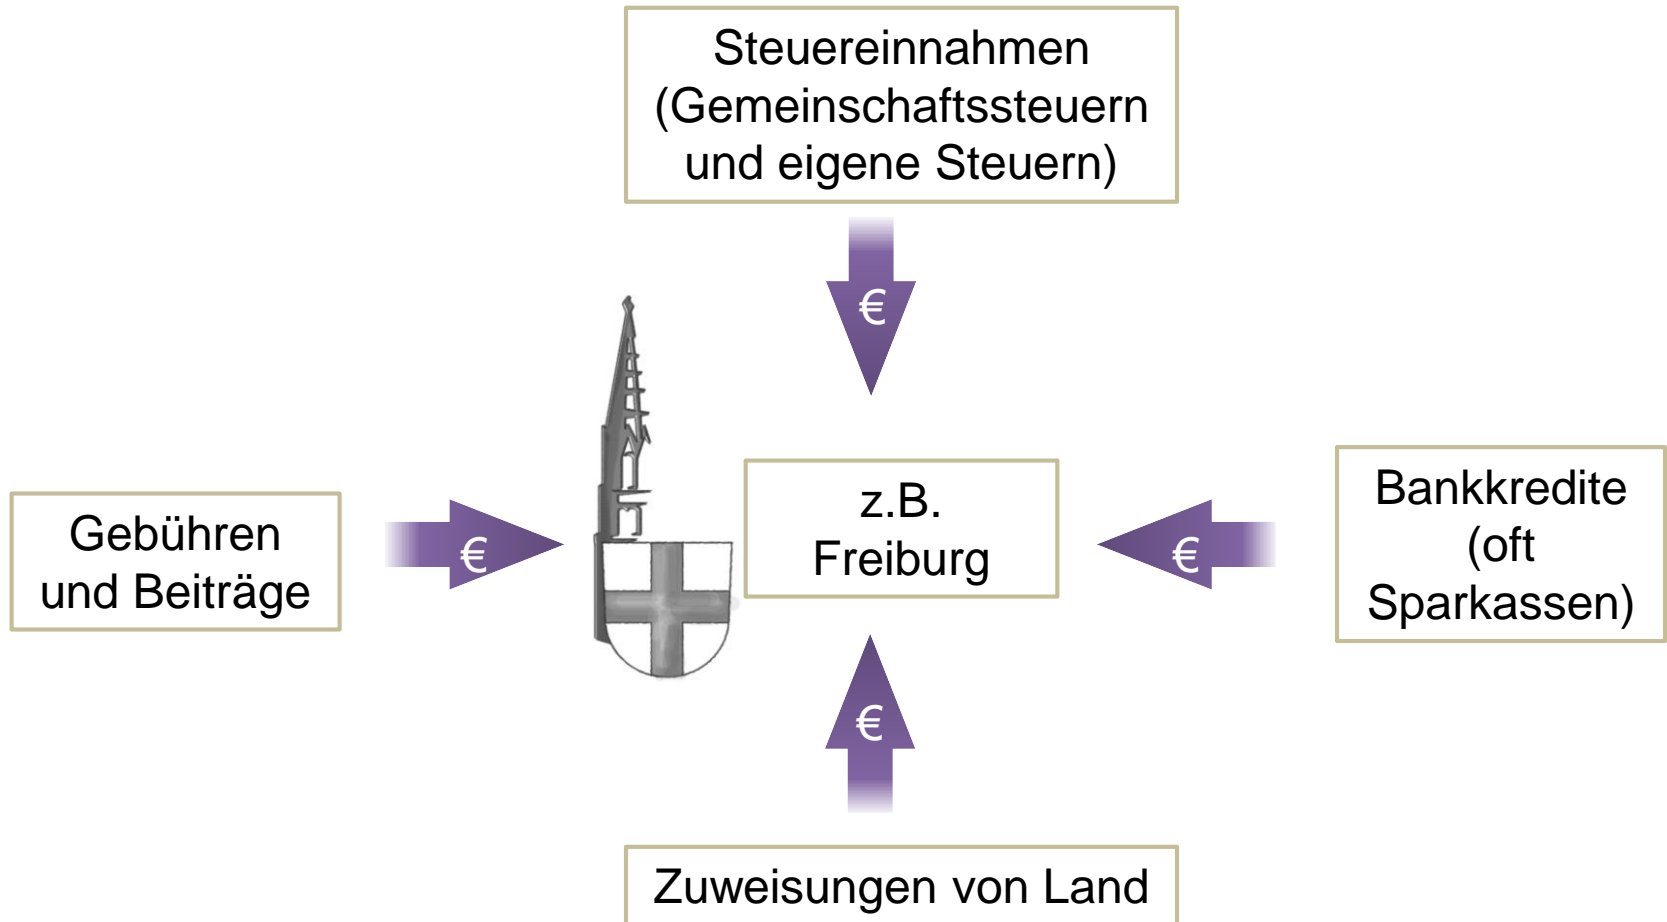 Steuereinnahmen
(Gemeinschaftssteuern
und eigene Steuern)
€
Gebühren
und Beiträge
€
z.B.
Freiburg
€
Bankkredite
(oft
Sparkassen)
€
Zuweisungen von Land